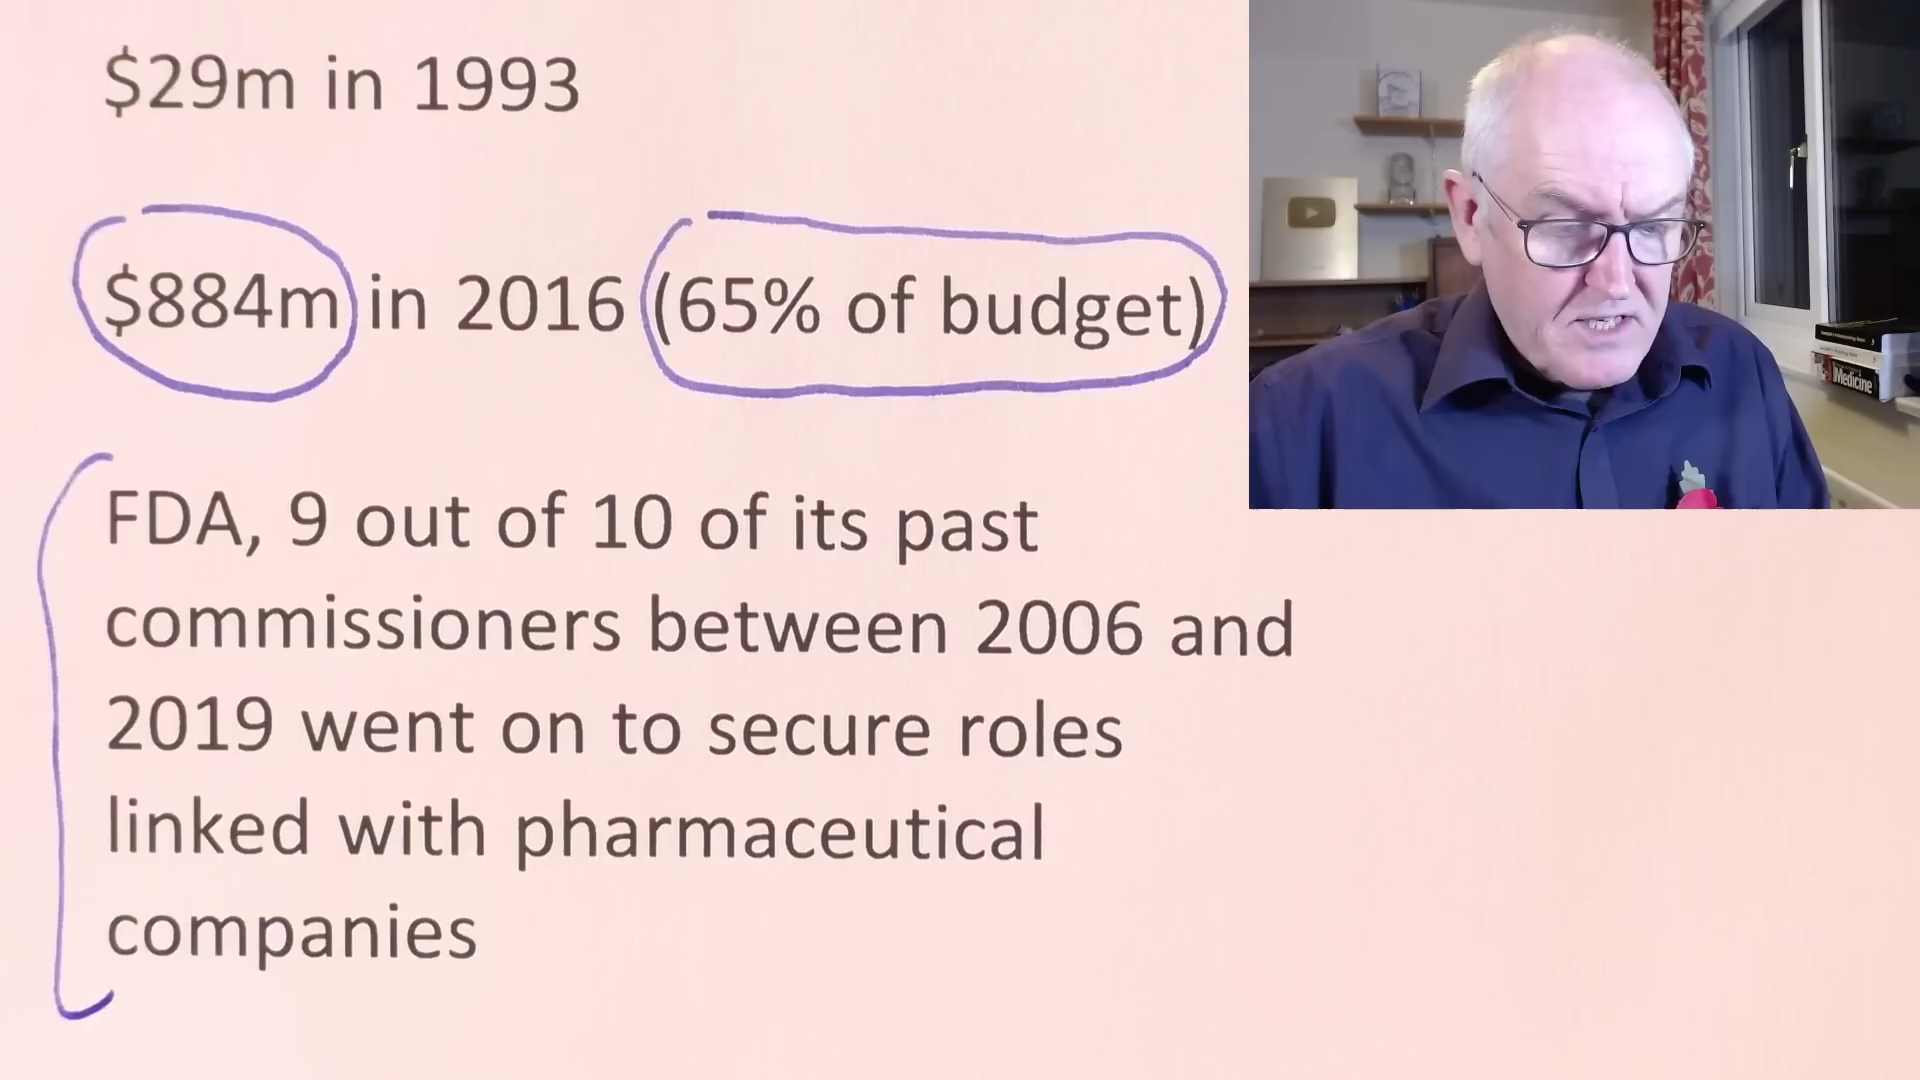 $29m in 1993
$884m in 2016 (65% of budget)
FDA, 9 out of 10 of its past
commissioners between 2006 and
2019 went on to secure roles
linked with pharmaceutical
companies
Medicine